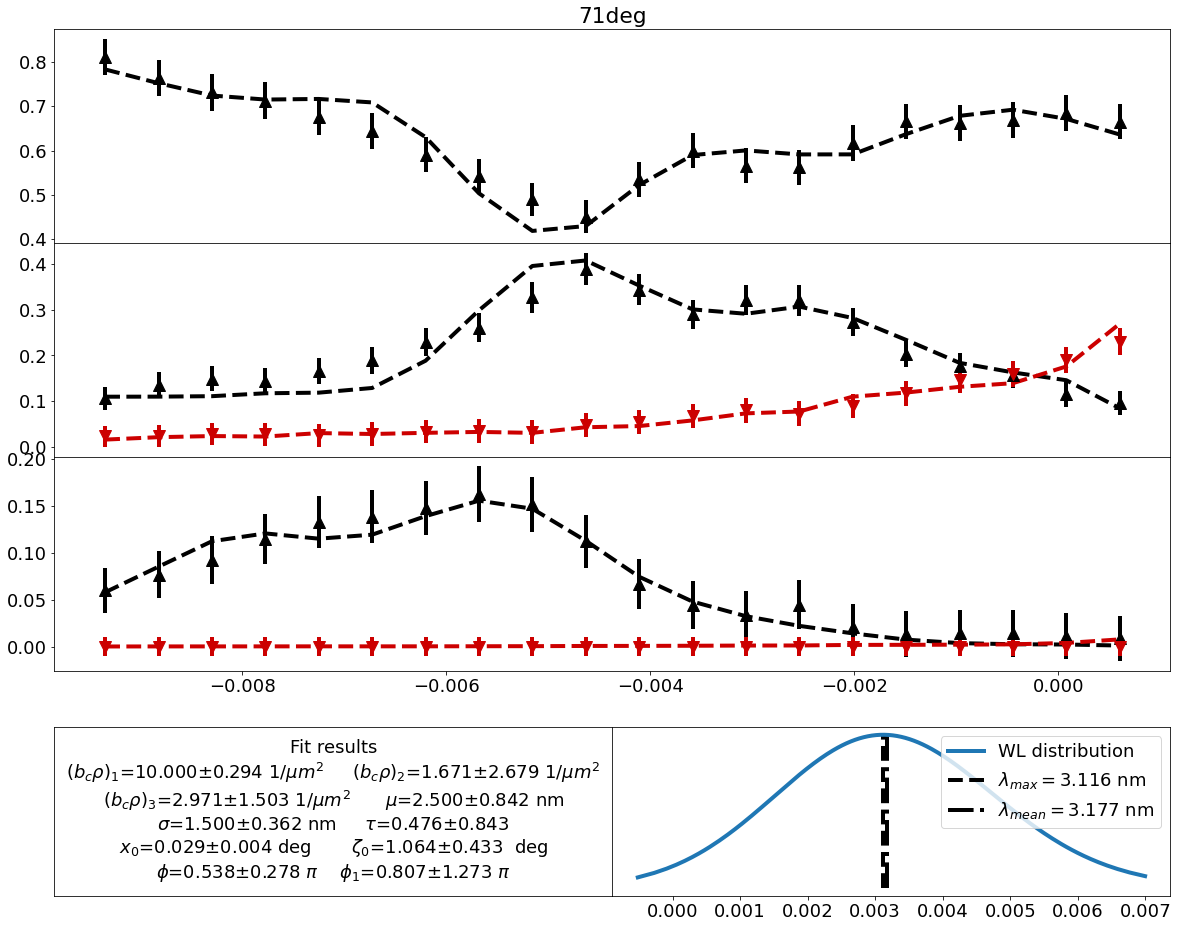 71deg
0.8
0.7
0.6
0.5
0.4
0.4
0.3
0.2
0.1
0.0
0.20
0.15
0.10
0.05
0.00
−0.008 −0.006 −0.004 −0.002 0.000
Fit results
(b_cρ)_1=10.000±0.294 1/μm^2 (b_cρ)_2=1.671±2.679 1/μm^2
(b_cρ)_3=2.971±1.503 1/μm^2 μ=2.500±0.842 nm
σ=1.500±0.362 nm τ=0.476±0.843
x_0=0.029±0.004 deg ζ_0=1.064±0.433 deg
ϕ=0.538±0.278 π ϕ_1=0.807±1.273 π
WL distribution
λ_max = 3.116 nm
λ_mean = 3.177 nm
0.000 0.001 0.002 0.003 0.004 0.005 0.006 0.007